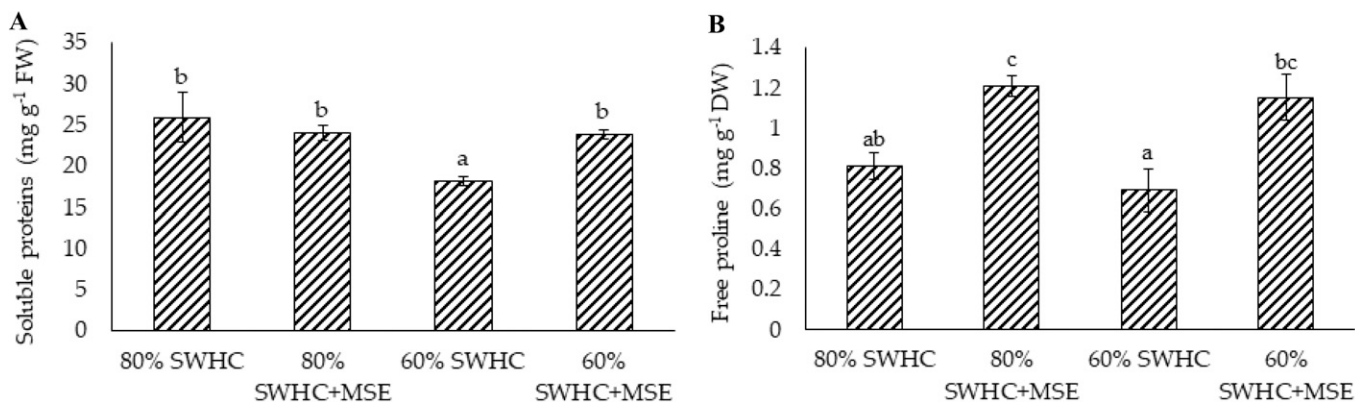 A
Soluble proteins (mg g-1 FW)
35
30
25
20
15
10
5
0
b
b
a
b
80% SWHC
80%
SWHC+MSE
60% SWHC
60%
SWHC+MSE
B
Free proline (mg g-1 DW)
1.4
1.2
1
0.8
0.6
0.4
0.2
0
ab
c
a
bc
80% SWHC
80%
SWHC+MSE
60% SWHC
60%
SWHC+MSE